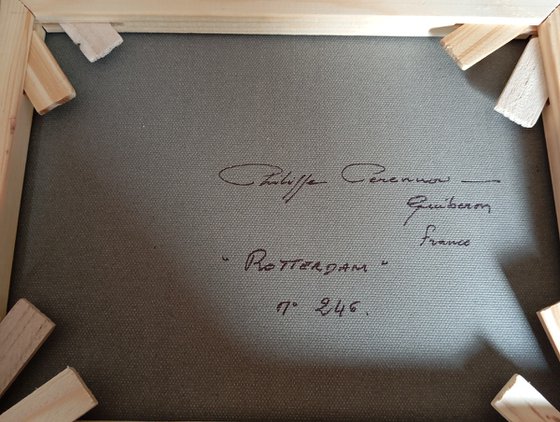 Philippe Perennou
Quiberon
France
"ROTTERDAM"
n° 246.